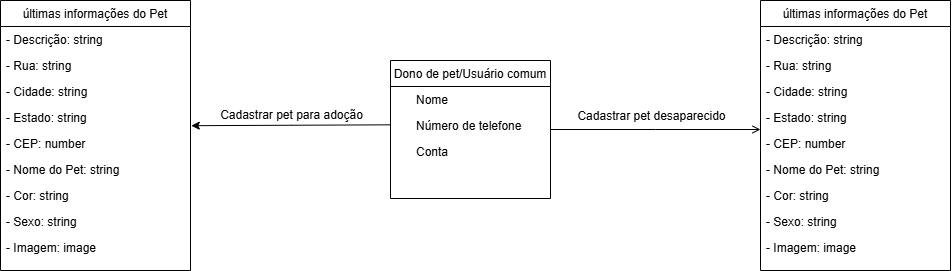 últimas informações do Pet
- Descrição: string
- Rua: string
- Cidade: string
- Estado: string
- CEP: number
- Nome do Pet: string
- Cor: string
- Sexo: string
- Imagem: image
Cadastrar pet para adoção
Dono de pet/Usuário comum
Nome
Número de telefone
Conta
Cadastrar pet desaparecido
últimas informações do Pet
- Descrição: string
- Rua: string
- Cidade: string
- Estado: string
- CEP: number
- Nome do Pet: string
- Cor: string
- Sexo: string
- Imagem: image